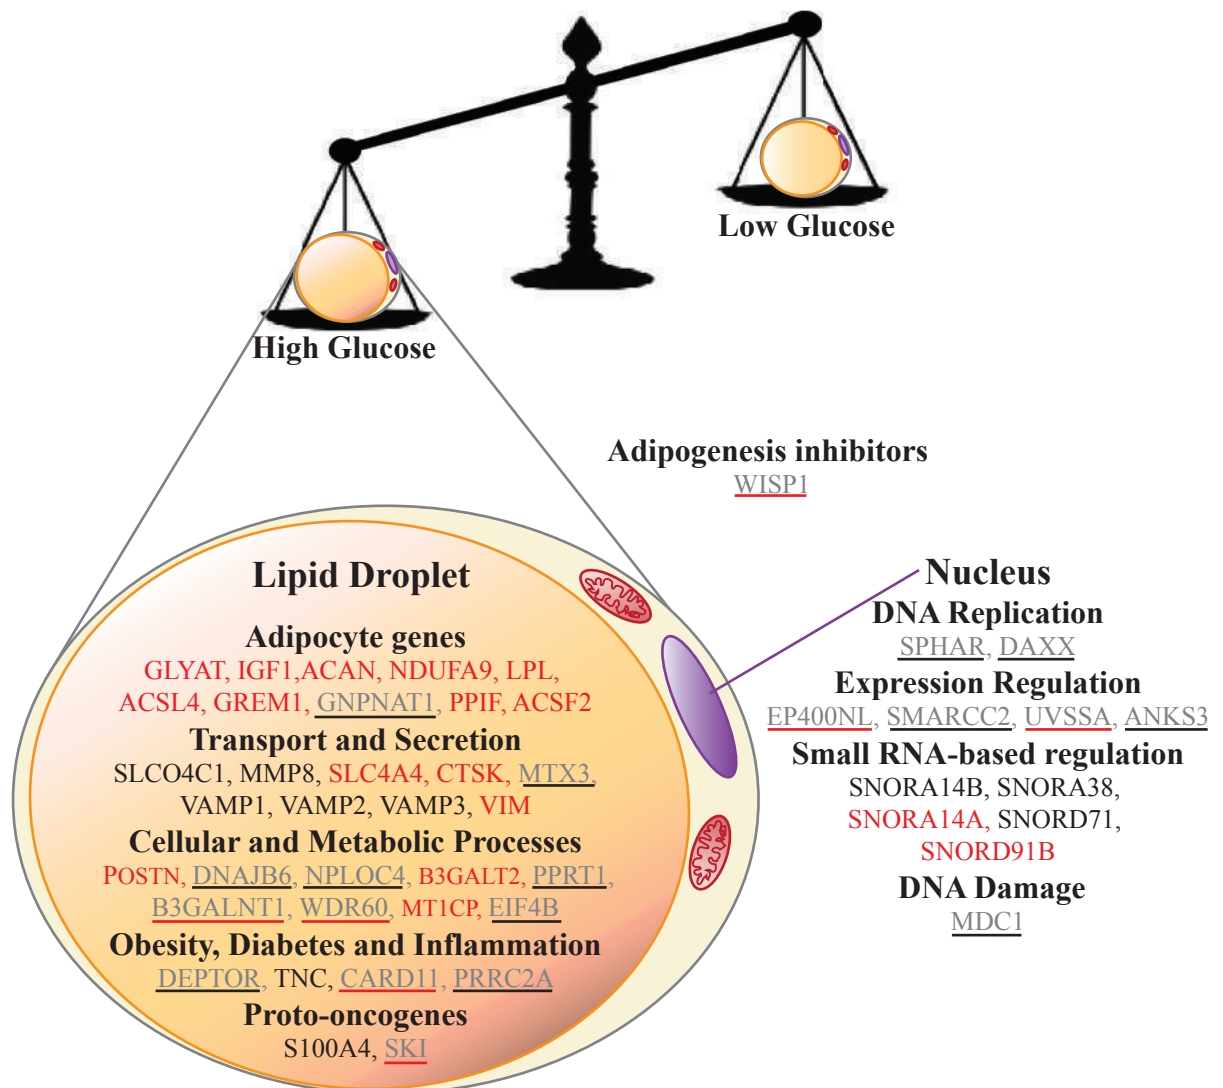 Low Glucose
High Glucose
Adipogenesis inhibitors
WISP1
Lipid Droplet
Adipocyte genes
GLYAT, IGF1,ACAN, NDUFA9, LPL,
ACSL4, GREM1, GNPNAT1, PPIF, ACSF2
Transport and Secretion
SLCO4C1, MMP8, SLC4A4, CTSK, MTX3,
VAMP1, VAMP2, VAMP3, VIM
Cellular and Metabolic Processes
POSTN, DNAJB6, NPLOC4, B3GALT2, PPRT1,
B3GALNT1, WDR60, MT1CP, EIF4B
Obesity, Diabetes and Inflammation
DEPTOR, TNC, CARD11, PRRC2A
Proto-oncogenes
S100A4, SKI
Nucleus
DNA Replication
SPHAR, DAXX
Expression Regulation
EP400NL, SMARCC2, UVSSA, ANKS3
Small RNA-based regulation
SNORA14B, SNORA38,
SNORA14A, SNORD71,
SNORD91B
DNA Damage
MDC1